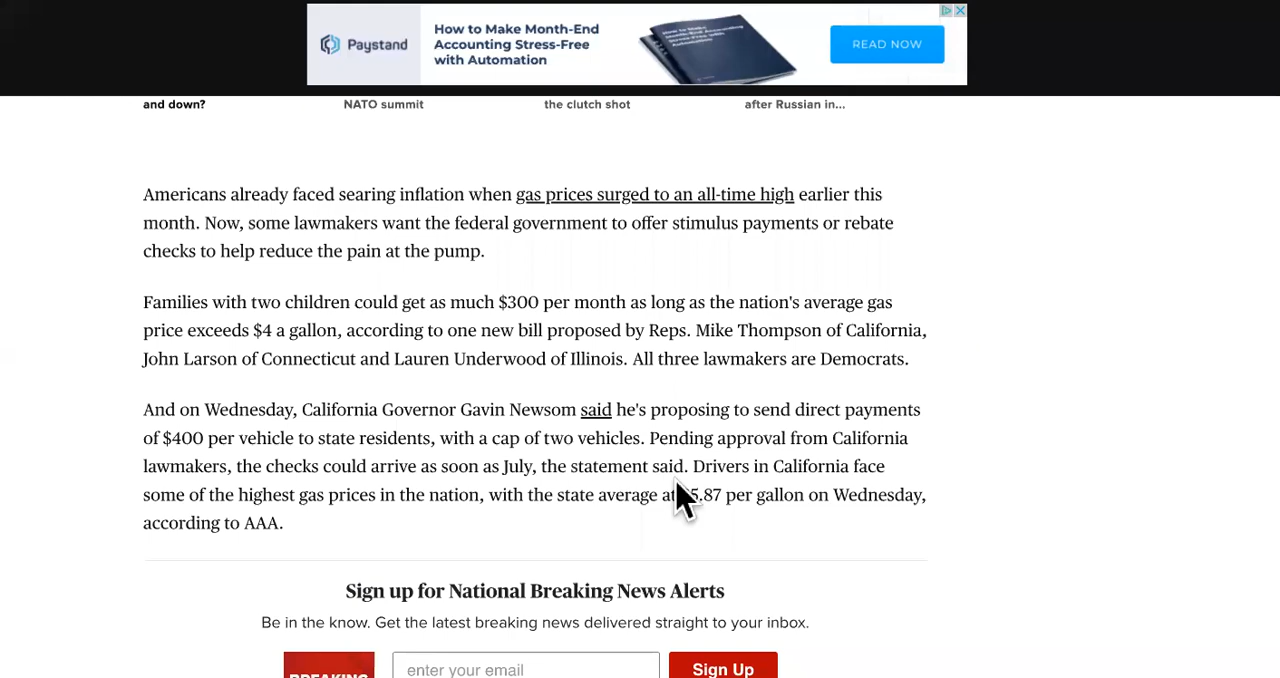 Paystand
How to Make Month-End
Accounting Stress-Free
with Automation
READ NOW
and down?
NATO summit
the clutch shot
after Russian in...
Americans already faced searing inflation when gas prices surged to an all-time high earlier this
month. Now, some lawmakers want the federal government to offer stimulus payments or rebate
checks to help reduce the pain at the pump.
Families with two children could get as much $300 per month as long as the nation's average gas
price exceeds $4 a gallon, according to one new bill proposed by Reps. Mike Thompson of California,
John Larson of Connecticut and Lauren Underwood of Illinois. All three lawmakers are Democrats.
And on Wednesday, California Governor Gavin Newsom said he's proposing to send direct payments
of $400 per vehicle to state residents, with a cap of two vehicles. Pending approval from California
lawmakers, the checks could arrive as soon as July, the statement said. Drivers in California face
some of the highest gas prices in the nation, with the state average at 5.87 per gallon on Wednesday,
according to AAA.
Sign up for National Breaking News Alerts
Be in the know. Get the latest breaking news delivered straight to your inbox.
BREAKING
enter your email
Sign Up